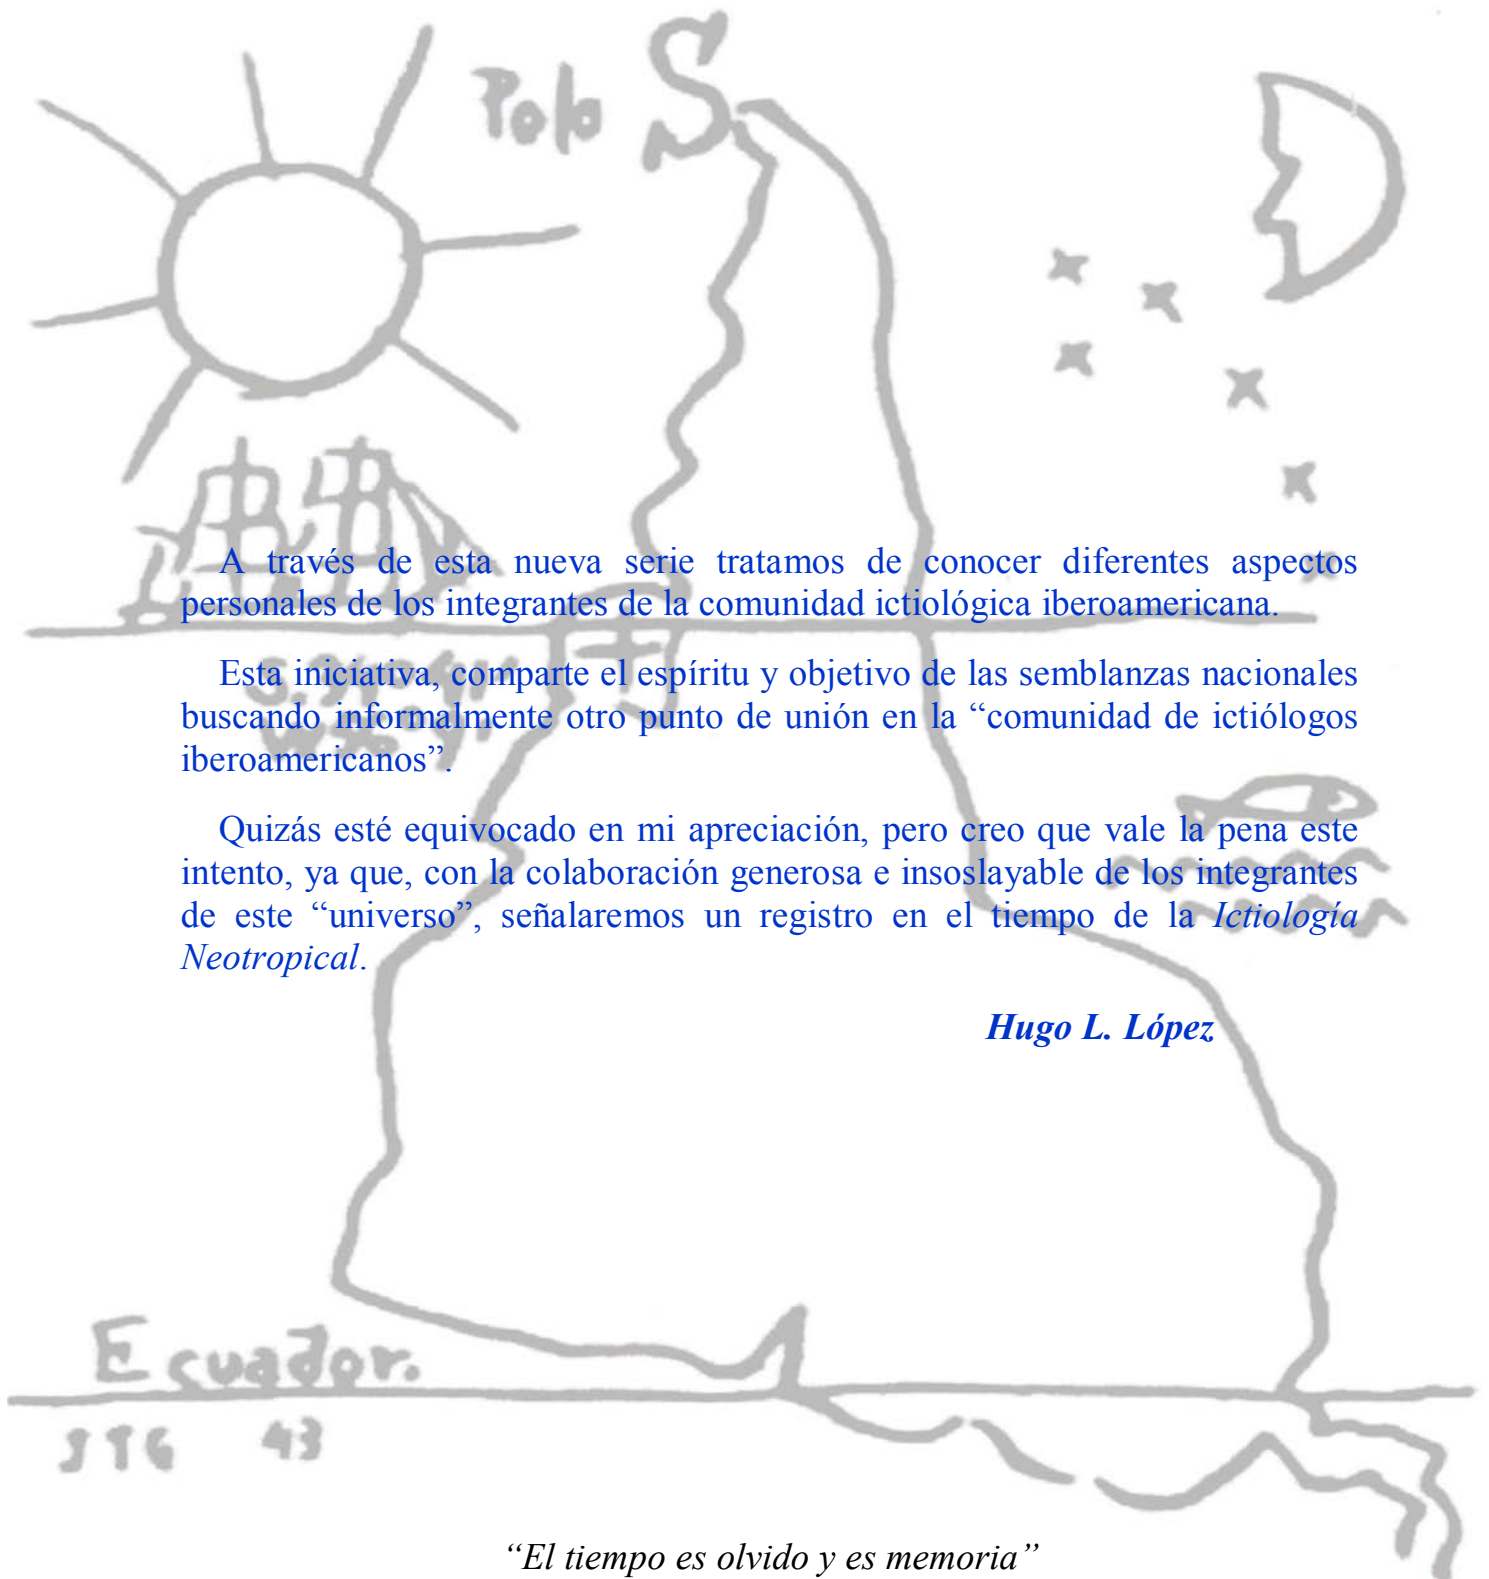 Polo S
A través de esta nueva serie tratamos de conocer diferentes aspectos
personales de los integrantes de la comunidad ictiológica iberoamericana.
Esta iniciativa, comparte el espíritu y objetivo de las semblanzas nacionales
buscando informalmente otro punto de unión en la “comunidad de ictiólogos
iberoamericanos”.
Quizás esté equivocado en mi apreciación, pero creo que vale la pena este
intento, ya que, con la colaboración generosa e insoslayable de los integrantes
de este “universo”, señalaremos un registro en el tiempo de la Ictiología
Neotropical.
Hugo L. López
Ecuador.
JTG 43
“El tiempo es olvido y es memoria”